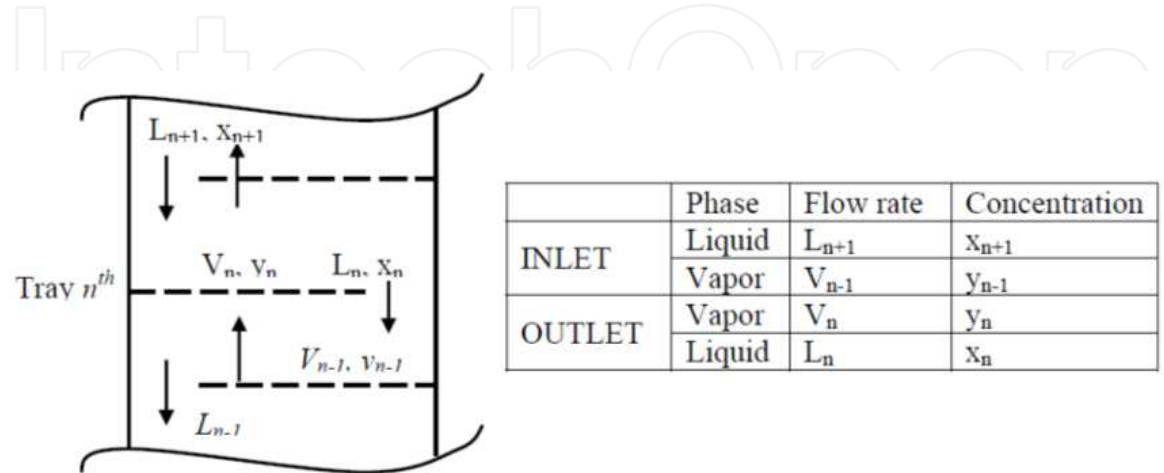 IntechOpen
Lₙ₊₁, xₙ₊₁
Vₙ, yₙ
Lₙ, xₙ
Tray nᵗʰ
Vₙ₋₁, yₙ₋₁
Lₙ₋₁
Phase Flow rate Concentration
INLET
Liquid Lₙ₊₁ xₙ₊₁
Vapor Vₙ₋₁ yₙ₋₁
OUTLET
Vapor Vₙ yₙ
Liquid Lₙ xₙ